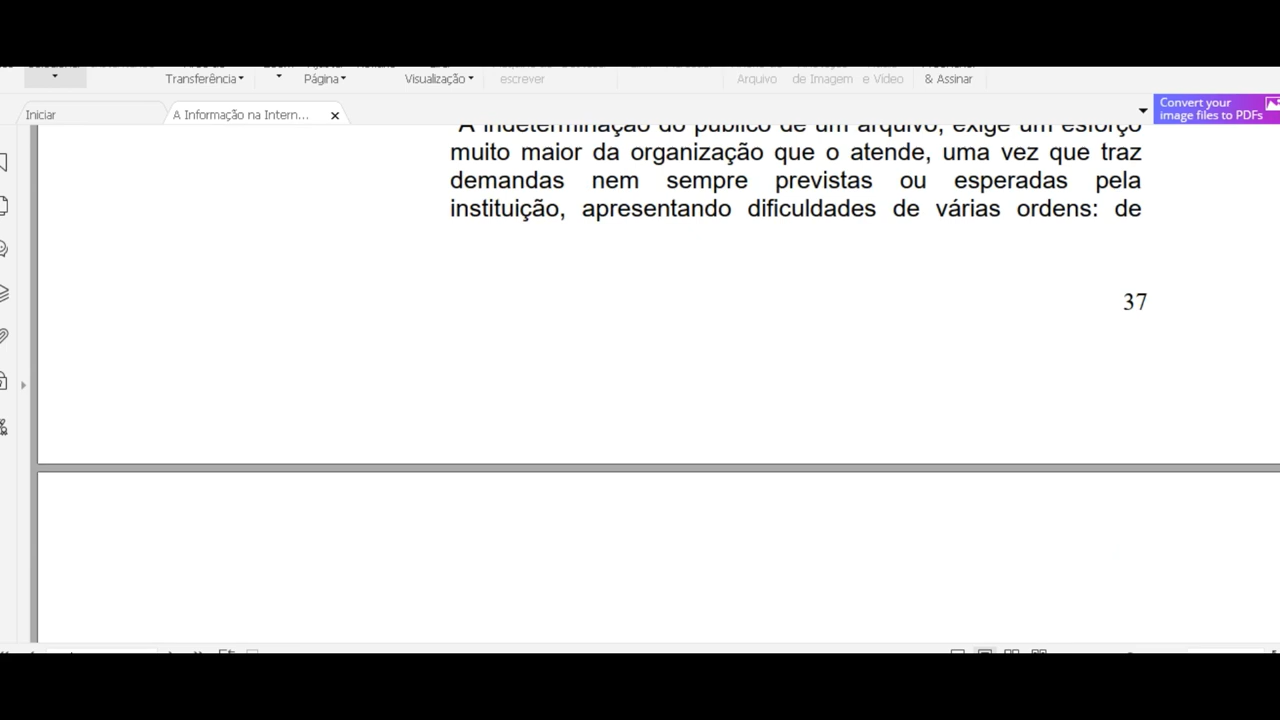 Transferência
Página
Visualização
escrever
Arquivo
de Imagem
e Vídeo
& Assinar
Iniciar
A Informação na Intern...
Convert your
image files to PDFs
A indeterminação do público de um arquivo, exige um esforço
muito maior da organização que o atende, uma vez que traz
demandas nem sempre previstas ou esperadas pela
instituição, apresentando dificuldades de várias ordens: de
37